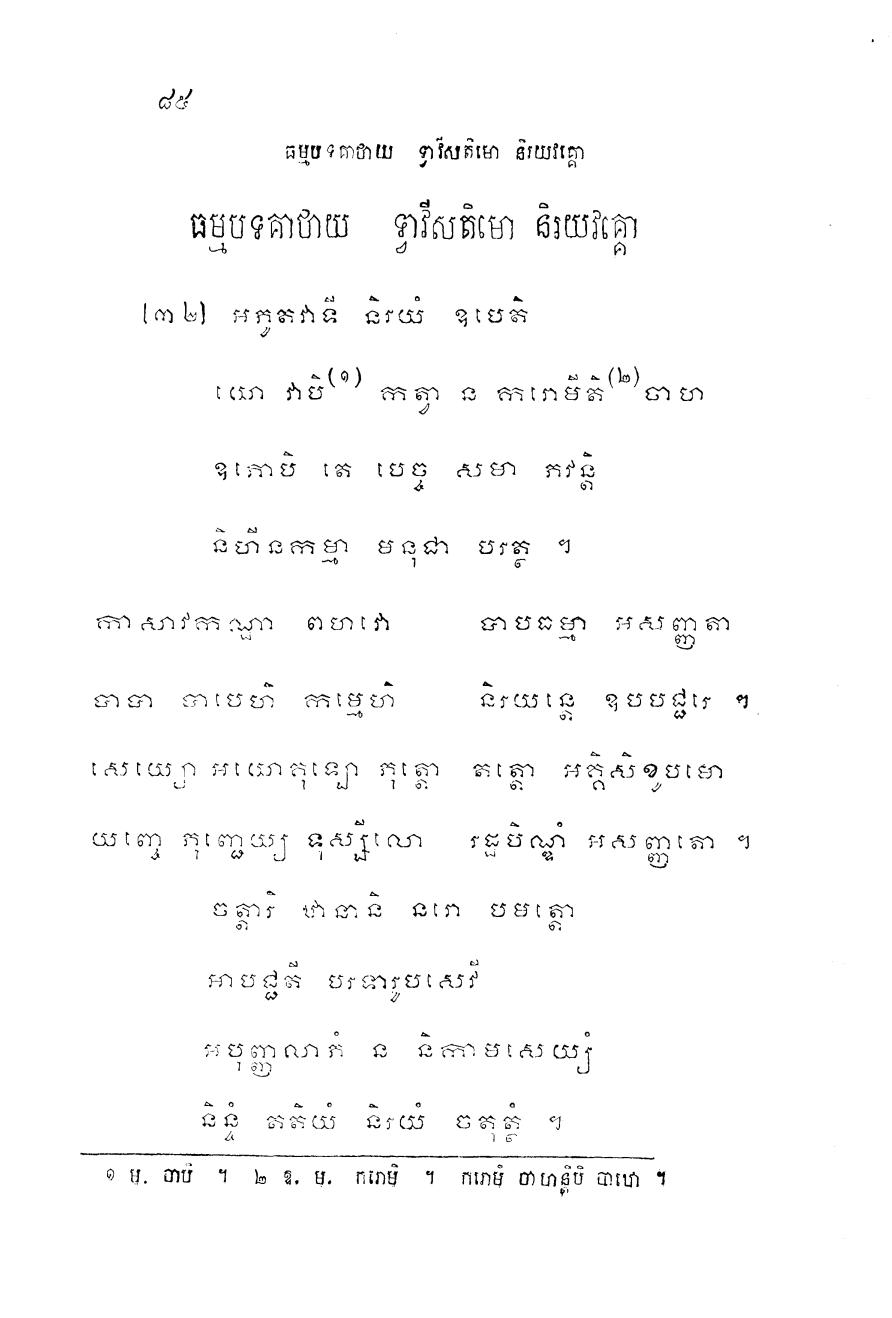 ៨៥
ធម្មបទគាថាយ ទ្វាវីសតិមោ និរយវគ្គោ
ធម្មបទគាថាយ ទ្វាវីសតិមោ និរយវគ្គោ
[៣២] អភូតវាទី និរយំ ឧបេតិ
យោ វាបិ(១) កត្វា ន ករោមីតិ(២) ចាហ
ឧភោបិ តេ បេច្ច សមា ភវន្តិ
និហីនកម្មា មនុជា បរត្ថ ។
កាសាវកណ្ឋា ពហវោ បាបធម្មា អសញ្ញតា
បាបា បាបេហិ កម្មេហិ និរយន្តេ ឧបបជ្ជរេ ។
សេយ្យោ អយោគុឡោ ភុត្តោ តត្តោ អគ្គិសិខូបមោ
យញ្ចេ ភុញ្ជេយ្យ ទុស្សីលោ រដ្ឋបិណ្ឌំ អសញ្ញតោ ។
ចត្តារិ ឋានានិ នរោ បមត្តោ
អាបជ្ជតី បរទារូបសេវី
អបុញ្ញលាភំ ន និកាមសេយ្យំ
និន្ទំ តតិយំ និរយំ ចតុត្ថំ ។
១ ម. ចាបិ ។ ២ ឱ. ម. ករោមិ ។ ករោមិ ចាហន្តិបិ បាឋោ ។